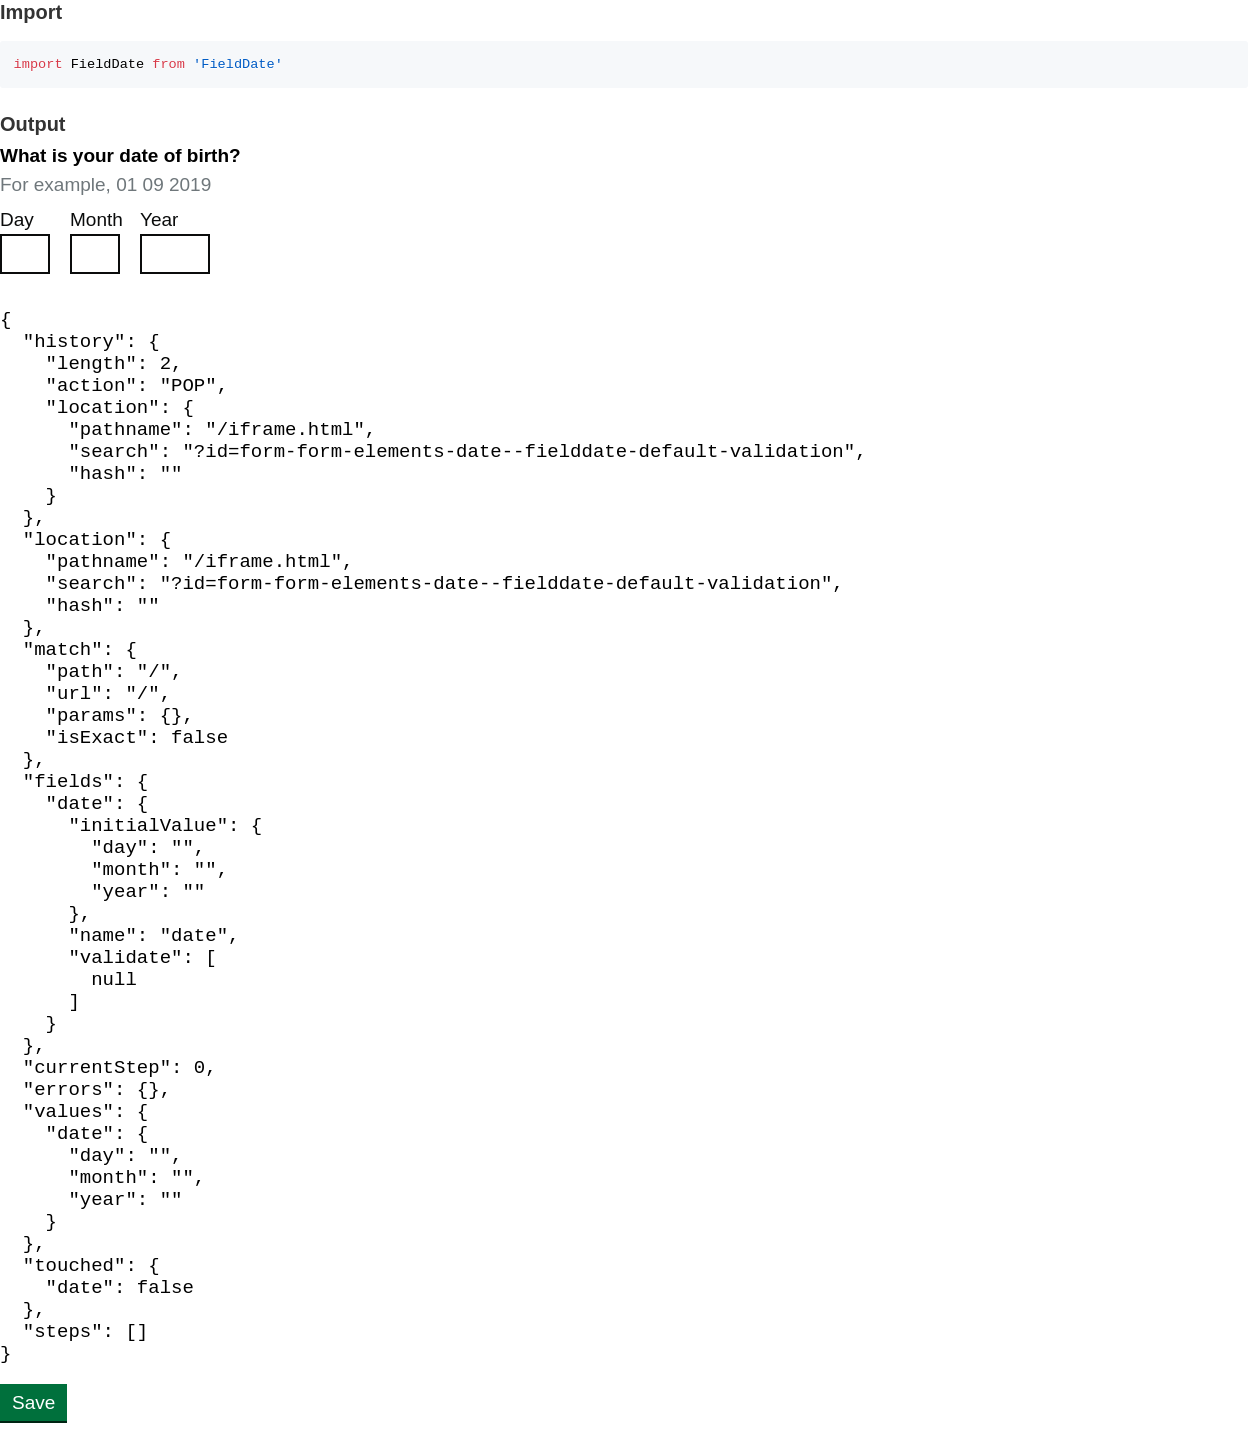 Import
import FieldDate from 'FieldDate'
Output
What is your date of birth?
For example, 01 09 2019
Day Month Year
{
  "history": {
    "length": 2,
    "action": "POP",
    "location": {
      "pathname": "/iframe.html",
      "search": "?id=form-form-elements-date--fielddate-default-validation",
      "hash": ""
    }
  },
  "location": {
    "pathname": "/iframe.html",
    "search": "?id=form-form-elements-date--fielddate-default-validation",
    "hash": ""
  },
  "match": {
    "path": "/",
    "url": "/",
    "params": {},
    "isExact": false
  },
  "fields": {
    "date": {
      "initialValue": {
        "day": "",
        "month": "",
        "year": ""
      },
      "name": "date",
      "validate": [
        null
      ]
    }
  },
  "currentStep": 0,
  "errors": {},
  "values": {
    "date": {
      "day": "",
      "month": "",
      "year": ""
    }
  },
  "touched": {
    "date": false
  },
  "steps": []
}
Save